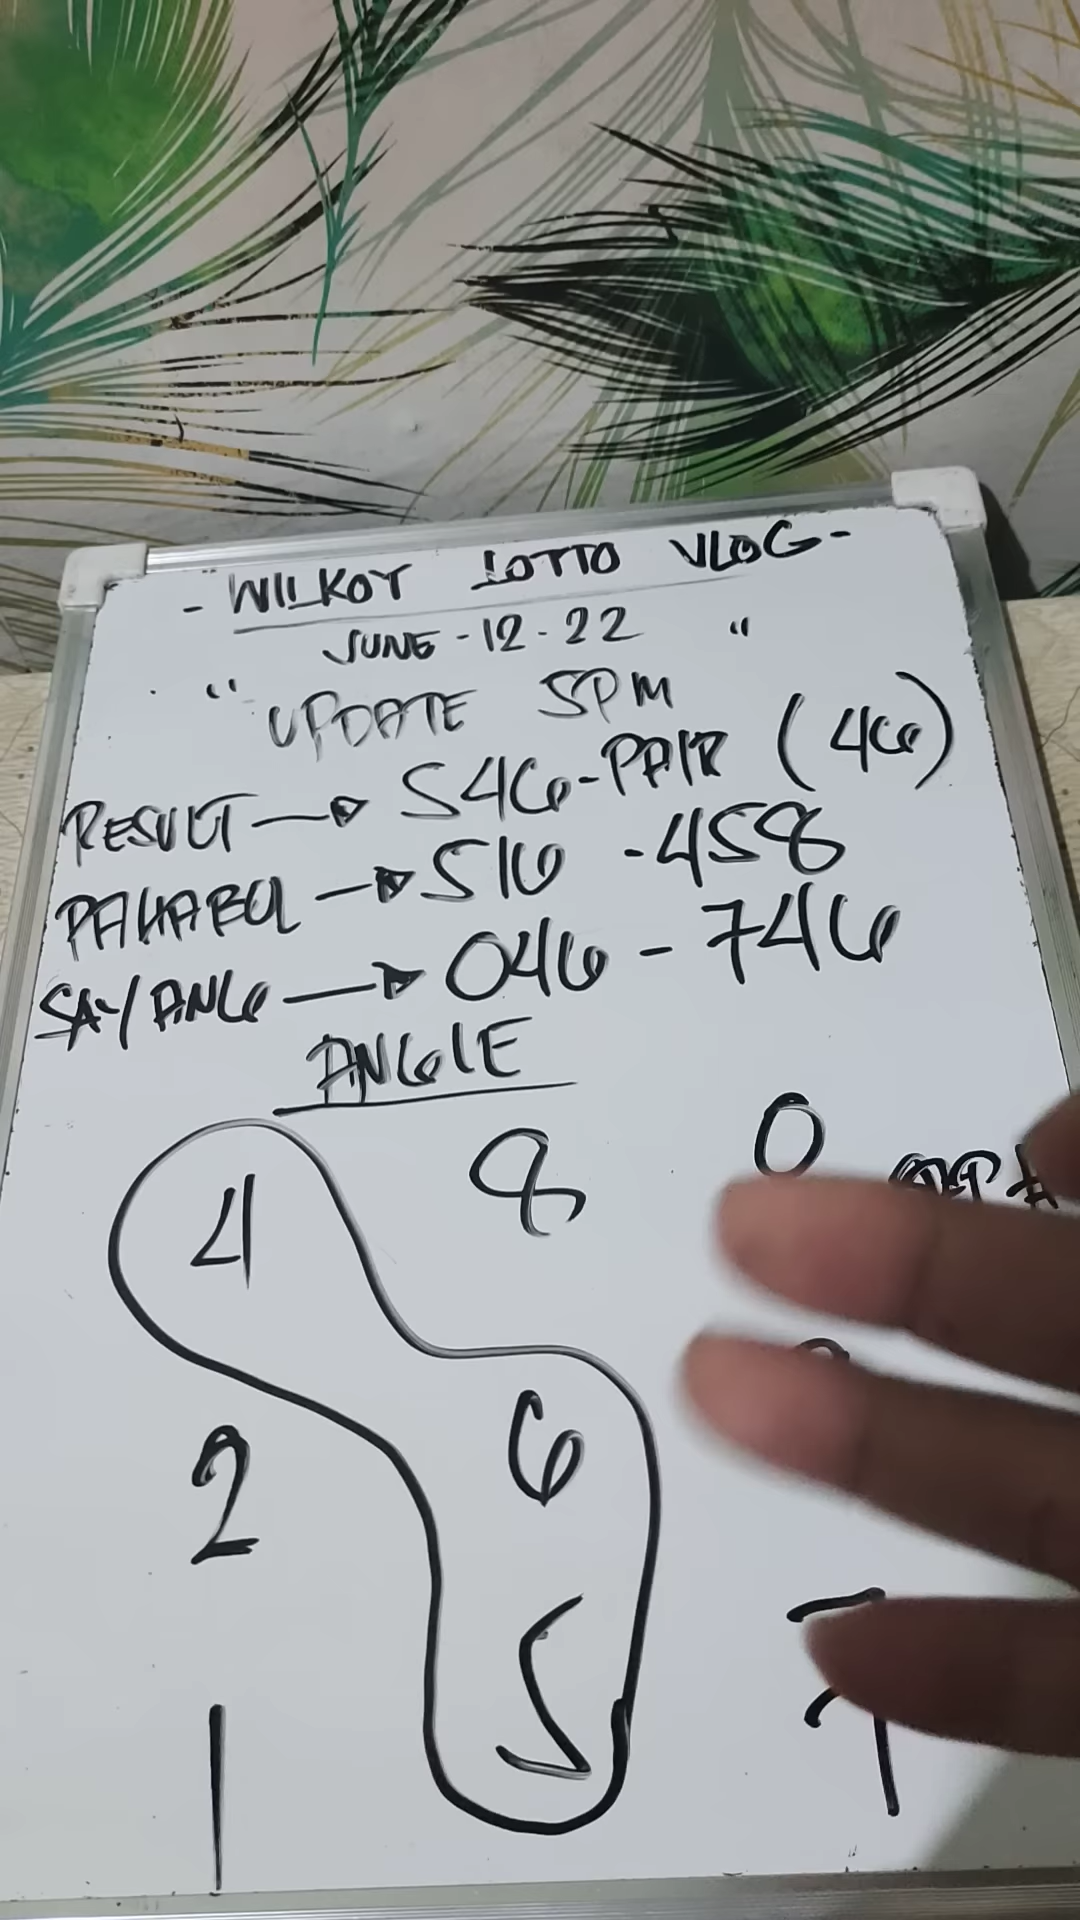 - WILKOY LOTTO VLOG -
JUNE - 12 - 22 "
" UPDATE 5PM
RESULT → 546 - PAIR (46)
PAHABOL → 516 - 458
SAYANG → 046 - 746
ANGLE
4 8 0
2 6
1 5 7